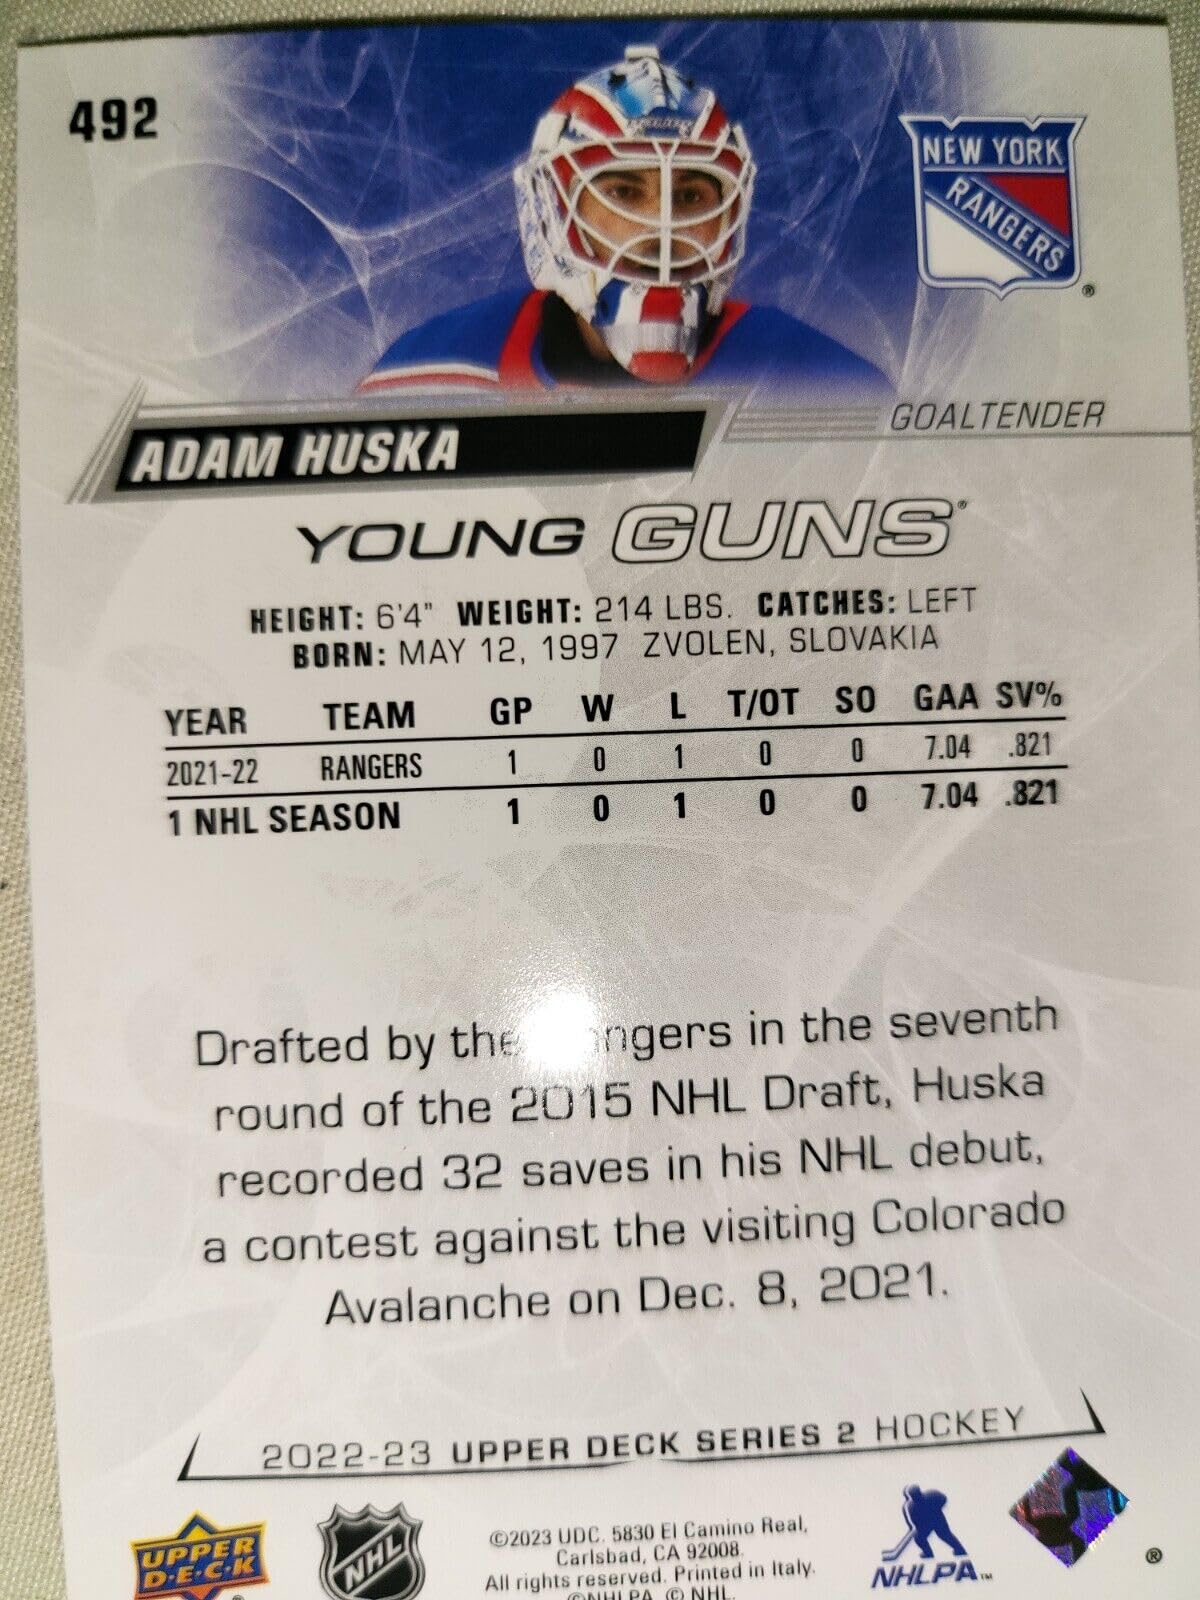 492
NEW YORK
RANGERS
®
GOALTENDER
ADAM HUSKA
YOUNG GUNS®
HEIGHT: 6'4" WEIGHT: 214 LBS. CATCHES: LEFT
BORN: MAY 12, 1997 ZVOLEN, SLOVAKIA
YEAR TEAM GP W L T/OT SO GAA SV%
2021-22 RANGERS 1 0 1 0 0 7.04 .821
1 NHL SEASON 1 0 1 0 0 7.04 .821
Drafted by the ngers in the seventh
round of the 2015 NHL Draft, Huska
recorded 32 saves in his NHL debut,
a contest against the visiting Colorado
Avalanche on Dec. 8, 2021.
2022-23 UPPER DECK SERIES 2 HOCKEY
UPPER
D·E·C·K
NHL
©2023 UDC. 5830 El Camino Real,
Carlsbad, CA 92008.
All rights reserved. Printed in Italy.
©NHLPA. © NHL.
NHLPA™
®